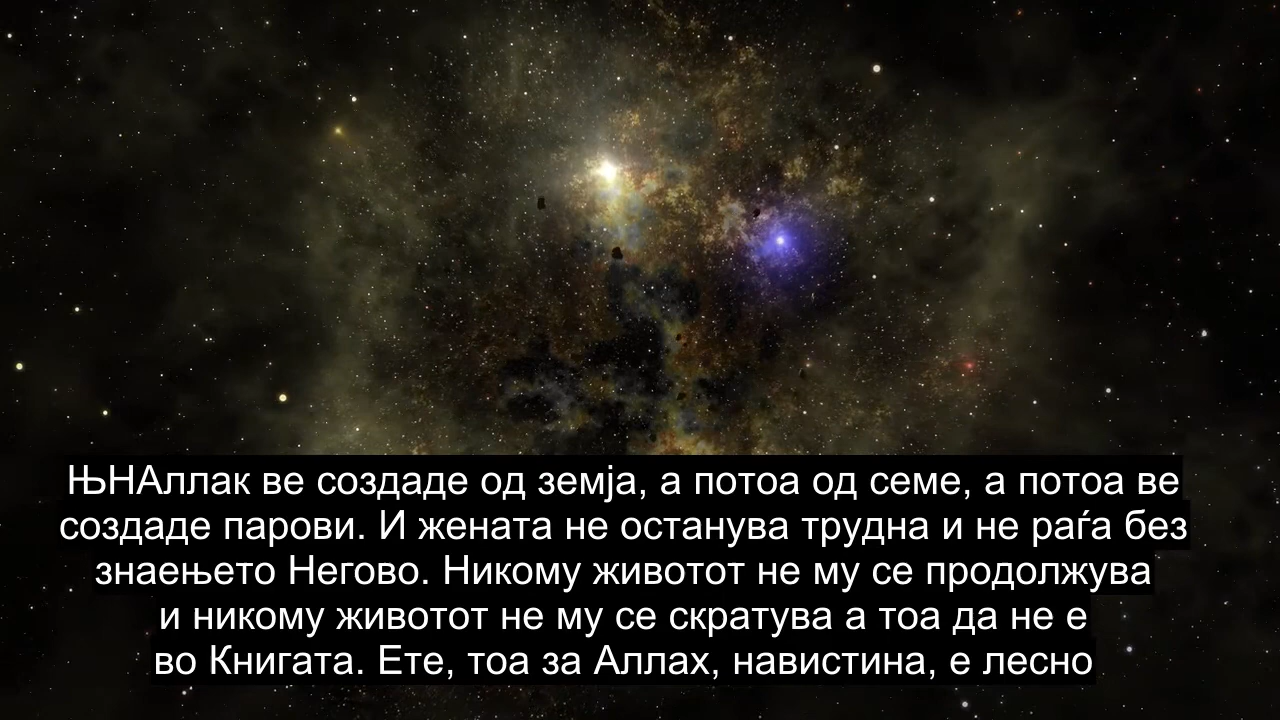 ЊНАллак ве создаде од земја, а потоа од семе, а потоа ве
создаде парови. И жената не останува трудна и не раѓа без
знаењето Негово. Никому животот не му се продолжува
и никому животот не му се скратува а тоа да не е
во Книгата. Ете, тоа за Аллах, навистина, е лесно